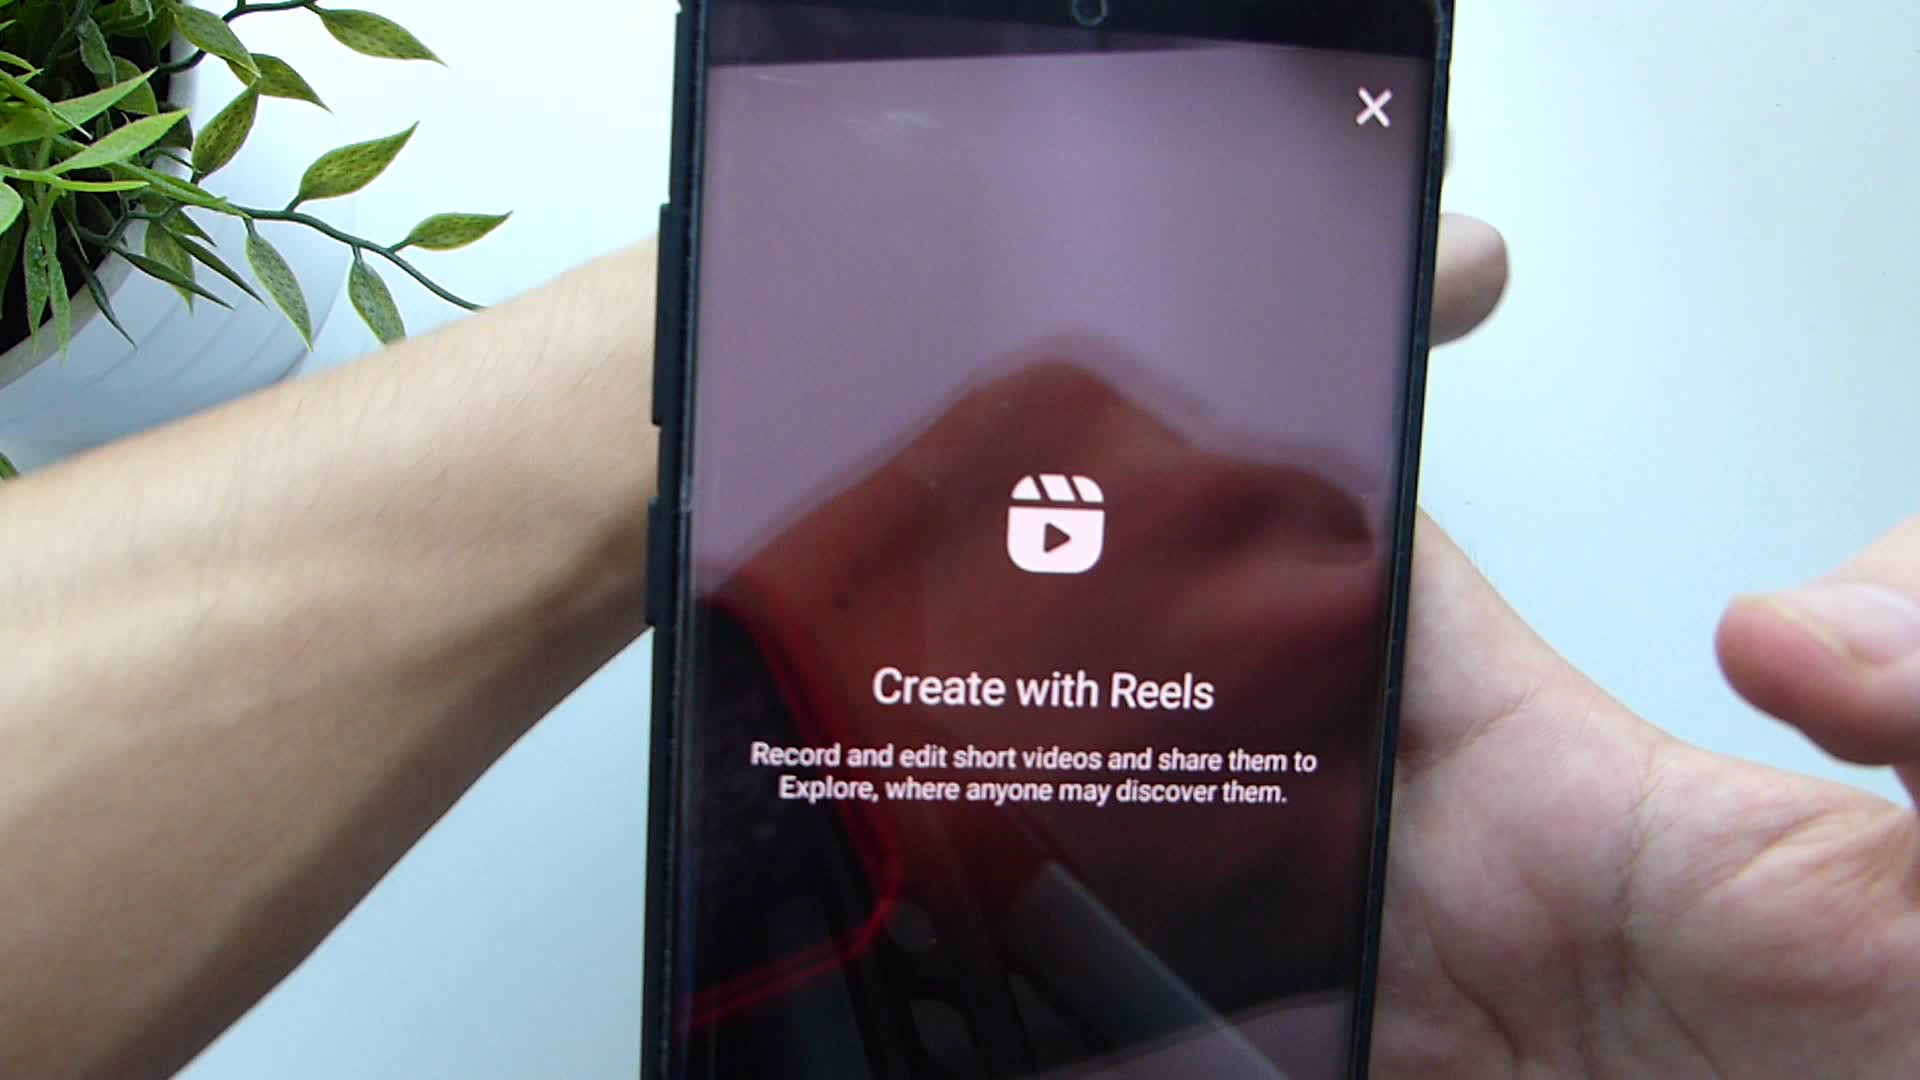 Create with Reels
Record and edit short videos and share them to
Explore, where anyone may discover them.